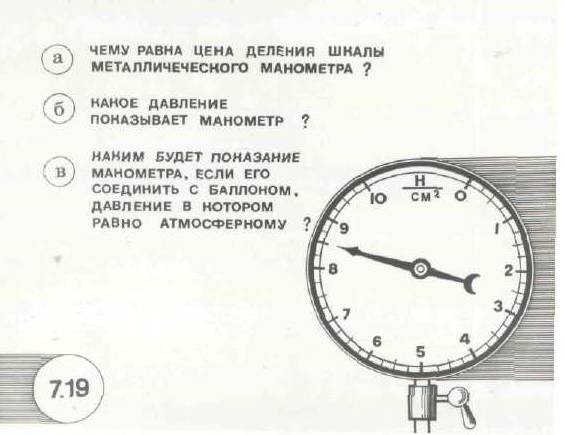 а ЧЕМУ РАВНА ЦЕНА ДЕЛЕНИЯ ШКАЛЫ
МЕТАЛЛИЧЕЧЕСКОГО МАНОМЕТРА ?
б КАКОЕ ДАВЛЕНИЕ
ПОКАЗЫВАЕТ МАНОМЕТР ?
в КАКИМ БУДЕТ ПОКАЗАНИЕ
МАНОМЕТРА, ЕСЛИ ЕГО
СОЕДИНИТЬ С БАЛЛОНОМ,
ДАВЛЕНИЕ В КОТОРОМ
РАВНО АТМОСФЕРНОМУ ?
Н
10 0
СМ²
9 1
8 2
7 3
6 4
5
7.19